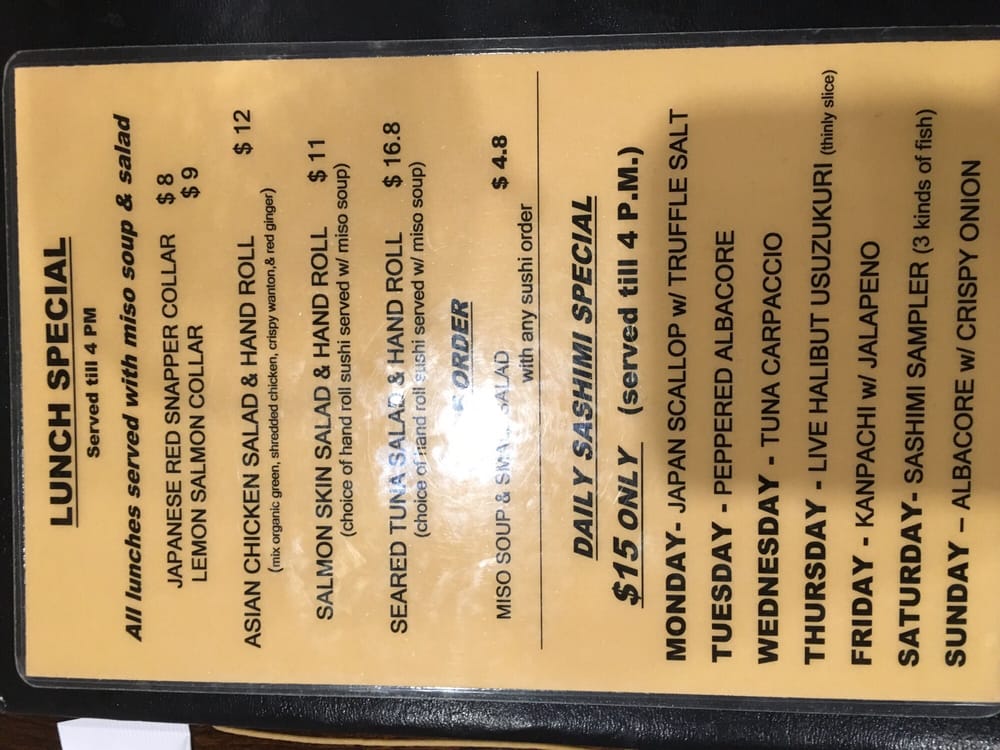 LUNCH SPECIAL
Served till 4 PM
All lunches served with miso soup & salad
JAPANESE RED SNAPPER COLLAR $ 8
LEMON SALMON COLLAR $ 9
ASIAN CHICKEN SALAD & HAND ROLL $ 12
(mix organic green, shredded chicken, crispy wanton,& red ginger)
SALMON SKIN SALAD & HAND ROLL $ 11
(choice of hand roll sushi served w/ miso soup)
SEARED TUNA SALAD & HAND ROLL $ 16.8
(choice of hand roll sushi served w/ miso soup)
ORDER
MISO SOUP & SMALL SALAD $ 4.8
with any sushi order
DAILY SASHIMI SPECIAL
$15 ONLY (served till 4 P.M.)
MONDAY- JAPAN SCALLOP w/ TRUFFLE SALT
TUESDAY - PEPPERED ALBACORE
WEDNESDAY - TUNA CARPACCIO
THURSDAY - LIVE HALIBUT USUZUKURI (thinly slice)
FRIDAY - KANPACHI w/ JALAPENO
SATURDAY- SASHIMI SAMPLER (3 kinds of fish)
SUNDAY – ALBACORE w/ CRISPY ONION